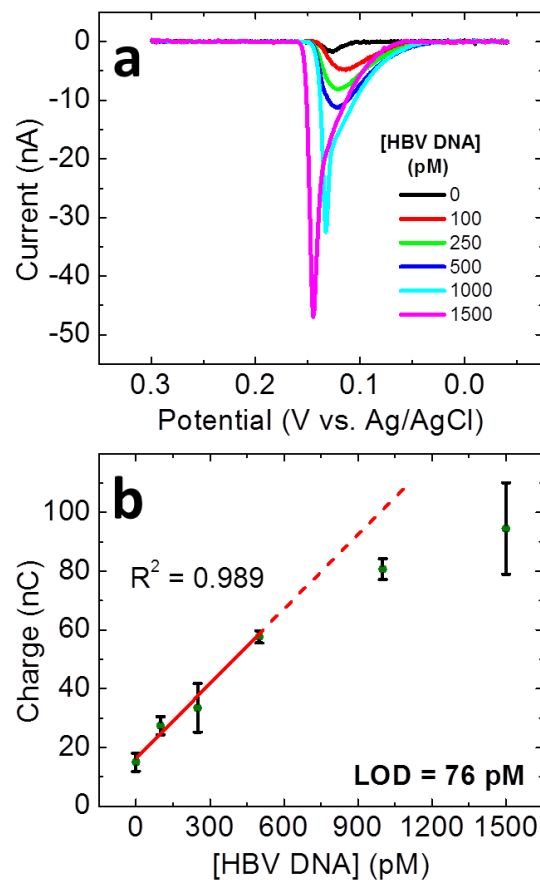 0
-10
-20
-30
-40
-50
Current (nA)
a
[HBV DNA]
(pM)
0
100
250
500
1000
1500
0.3 0.2 0.1 0.0
Potential (V vs. Ag/AgCl)
b
100
80
60
40
20
0
Charge (nC)
R² = 0.989
LOD = 76 pM
0 300 600 900 1200 1500
[HBV DNA] (pM)